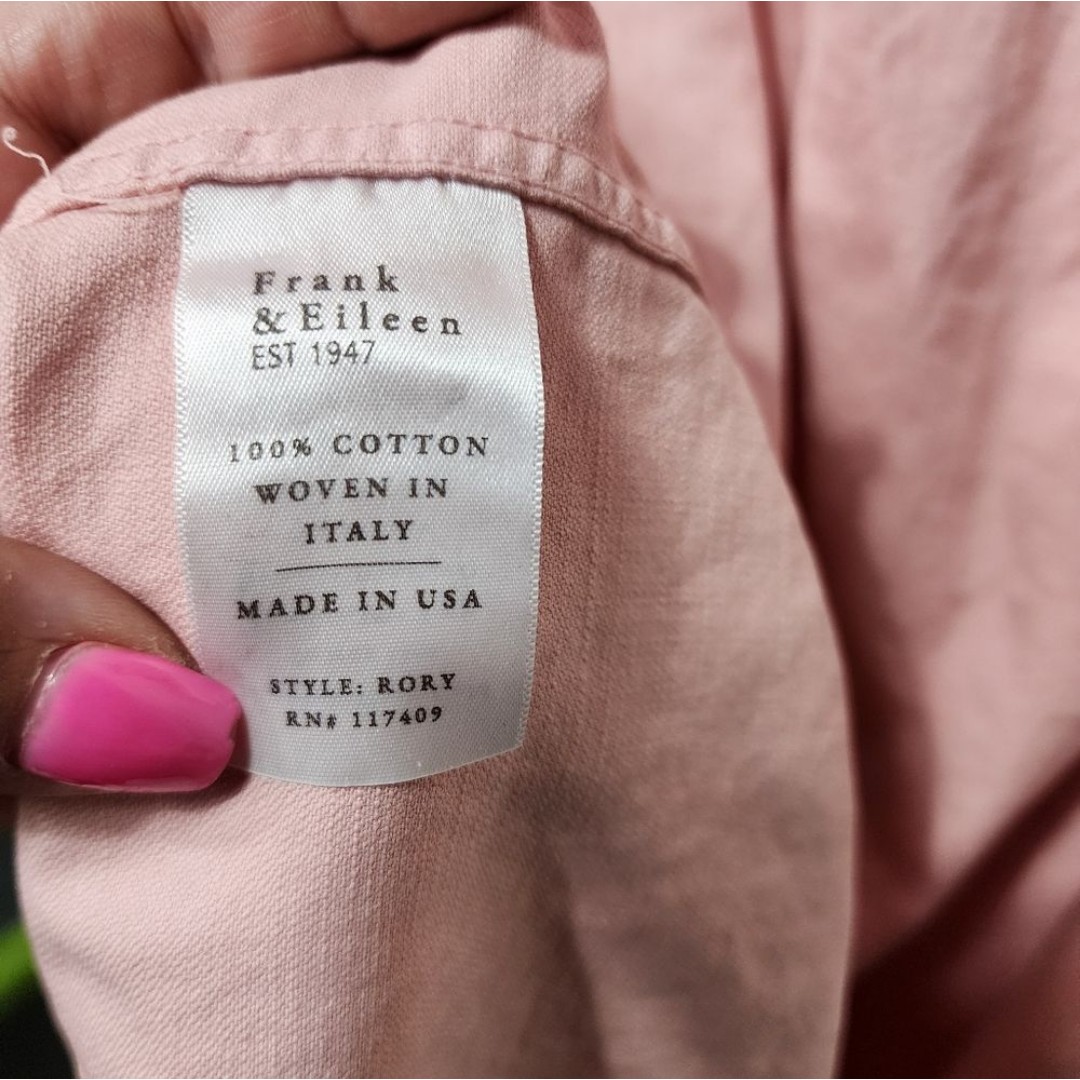 Frank
& Eileen
EST 1947
100% COTTON
WOVEN IN
ITALY
MADE IN USA
STYLE: RORY
RN# 117409